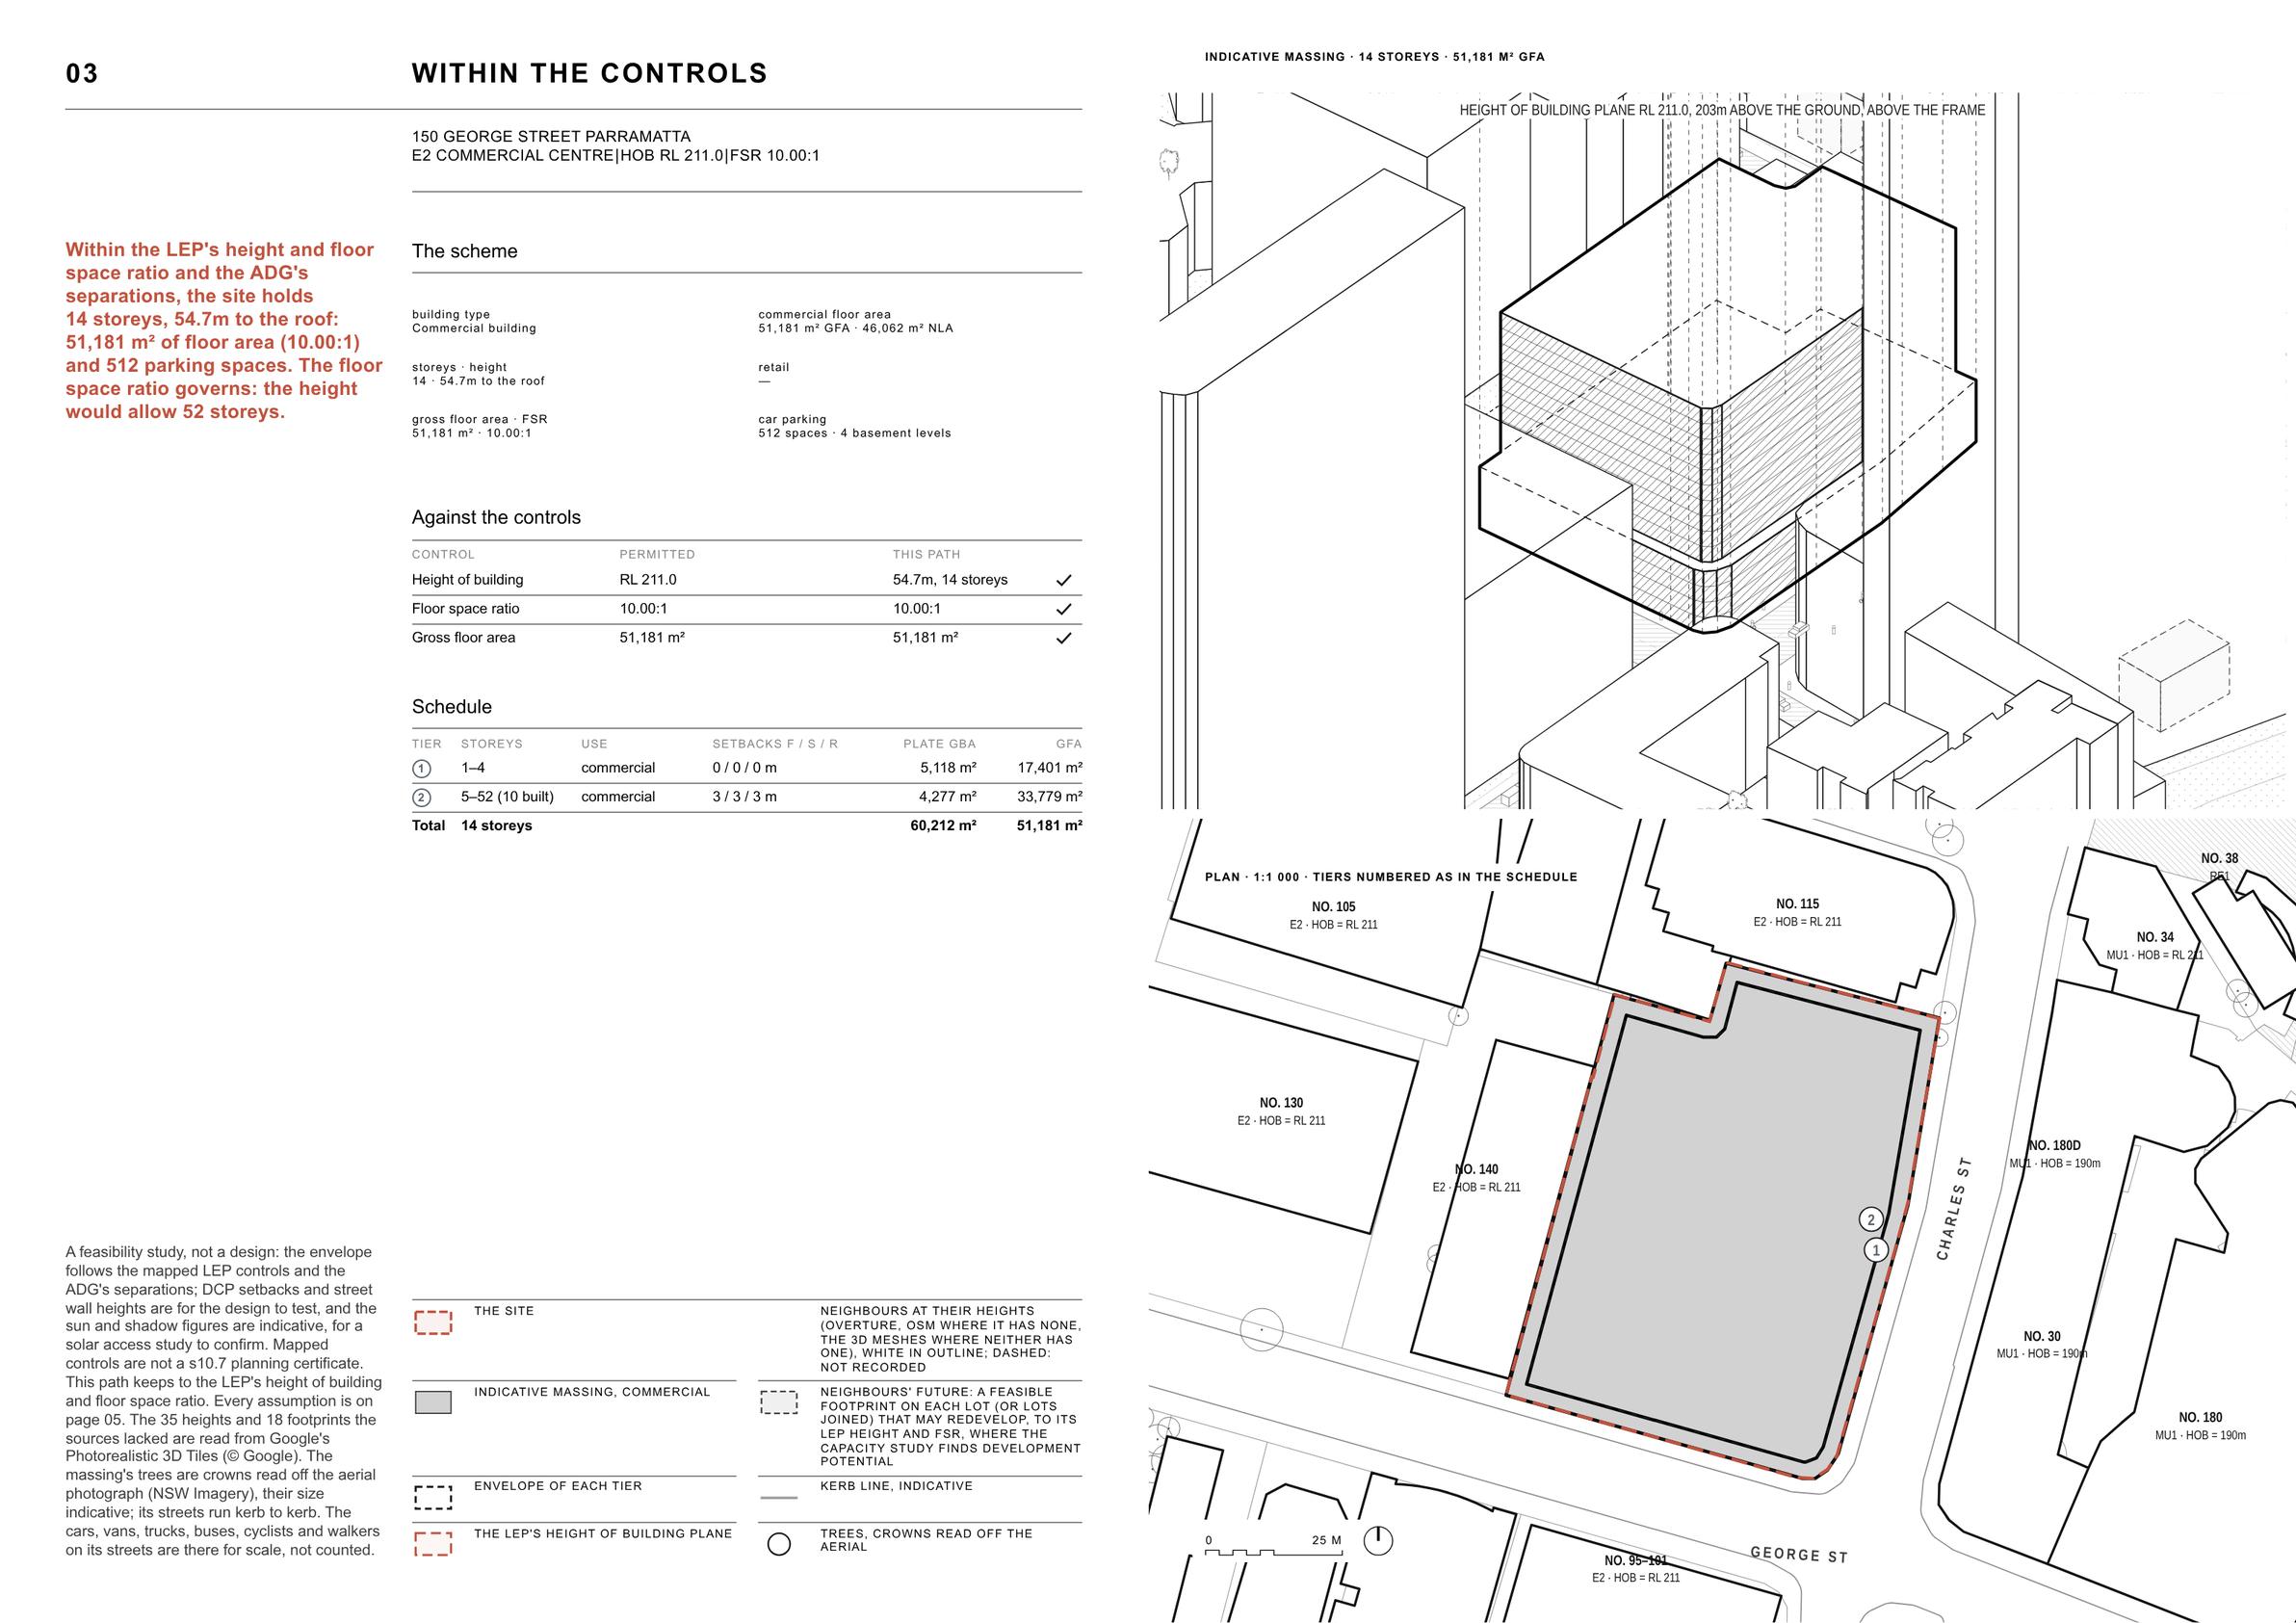 03
WITHIN THE CONTROLS
150 GEORGE STREET PARRAMATTA
E2 COMMERCIAL CENTRE|HOB RL 211.0|FSR 10.00:1
Within the LEP's height and floor
space ratio and the ADG's
separations, the site holds
14 storeys, 54.7m to the roof:
51,181 m² of floor area (10.00:1)
and 512 parking spaces. The floor
space ratio governs: the height
would allow 52 storeys.
The scheme
building type
Commercial building
commercial floor area
51,181 m² GFA · 46,062 m² NLA
storeys · height
14 · 54.7m to the roof
retail
—
gross floor area · FSR
51,181 m² · 10.00:1
car parking
512 spaces · 4 basement levels
Against the controls
CONTROL PERMITTED THIS PATH
Height of building RL 211.0 54.7m, 14 storeys ✓
Floor space ratio 10.00:1 10.00:1 ✓
Gross floor area 51,181 m² 51,181 m² ✓
Schedule
TIER STOREYS USE SETBACKS F / S / R PLATE GBA GFA
1 1–4 commercial 0 / 0 / 0 m 5,118 m² 17,401 m²
2 5–52 (10 built) commercial 3 / 3 / 3 m 4,277 m² 33,779 m²
Total 14 storeys 60,212 m² 51,181 m²
A feasibility study, not a design: the envelope
follows the mapped LEP controls and the
ADG's separations; DCP setbacks and street
wall heights are for the design to test, and the
sun and shadow figures are indicative, for a
solar access study to confirm. Mapped
controls are not a s10.7 planning certificate.
This path keeps to the LEP's height of building
and floor space ratio. Every assumption is on
page 05. The 35 heights and 18 footprints the
sources lacked are read from Google's
Photorealistic 3D Tiles (© Google). The
massing's trees are crowns read off the aerial
photograph (NSW Imagery), their size
indicative; its streets run kerb to kerb. The
cars, vans, trucks, buses, cyclists and walkers
on its streets are there for scale, not counted.
THE SITE
INDICATIVE MASSING, COMMERCIAL
ENVELOPE OF EACH TIER
THE LEP'S HEIGHT OF BUILDING PLANE
NEIGHBOURS AT THEIR HEIGHTS
(OVERTURE, OSM WHERE IT HAS NONE,
THE 3D MESHES WHERE NEITHER HAS
ONE), WHITE IN OUTLINE; DASHED:
NOT RECORDED
NEIGHBOURS' FUTURE: A FEASIBLE
FOOTPRINT ON EACH LOT (OR LOTS
JOINED) THAT MAY REDEVELOP, TO ITS
LEP HEIGHT AND FSR, WHERE THE
CAPACITY STUDY FINDS DEVELOPMENT
POTENTIAL
KERB LINE, INDICATIVE
TREES, CROWNS READ OFF THE
AERIAL
INDICATIVE MASSING · 14 STOREYS · 51,181 M² GFA
HEIGHT OF BUILDING PLANE RL 211.0, 203m ABOVE THE GROUND, ABOVE THE FRAME
PLAN · 1:1 000 · TIERS NUMBERED AS IN THE SCHEDULE
NO. 105
E2 · HOB = RL 211
NO. 115
E2 · HOB = RL 211
NO. 38
RE1
NO. 34
MU1 · HOB = RL 211
NO. 130
E2 · HOB = RL 211
NO. 140
E2 · HOB = RL 211
NO. 180D
MU1 · HOB = 190m
2
1
CHARLES ST
NO. 30
MU1 · HOB = 190m
NO. 180
MU1 · HOB = 190m
0 25 M
GEORGE ST
NO. 95–101
E2 · HOB = RL 211